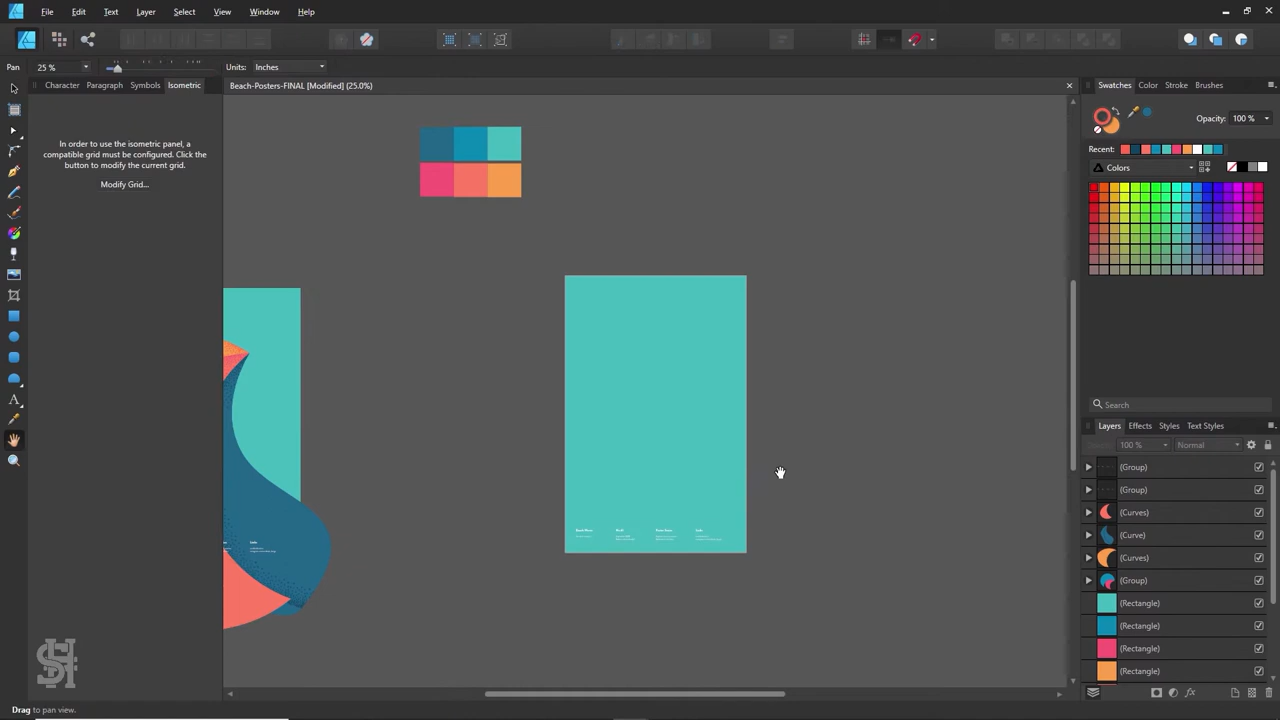 File Edit Text Layer Select View Window Help
Pan 25 % Units: Inches
Character Paragraph Symbols Isometric
Beach-Posters-FINAL [Modified] (25.0%)
Swatches Color Stroke Brushes
In order to use the isometric panel, a
compatible grid must be configured. Click the
button to modify the current grid.
Modify Grid...
Opacity: 100 %
Recent:
Colors
Search
Layers Effects Styles Text Styles
100 % Normal
(Group)
(Group)
(Curves)
(Curve)
(Curves)
(Group)
(Rectangle)
(Rectangle)
(Rectangle)
(Rectangle)
Drag to pan view.